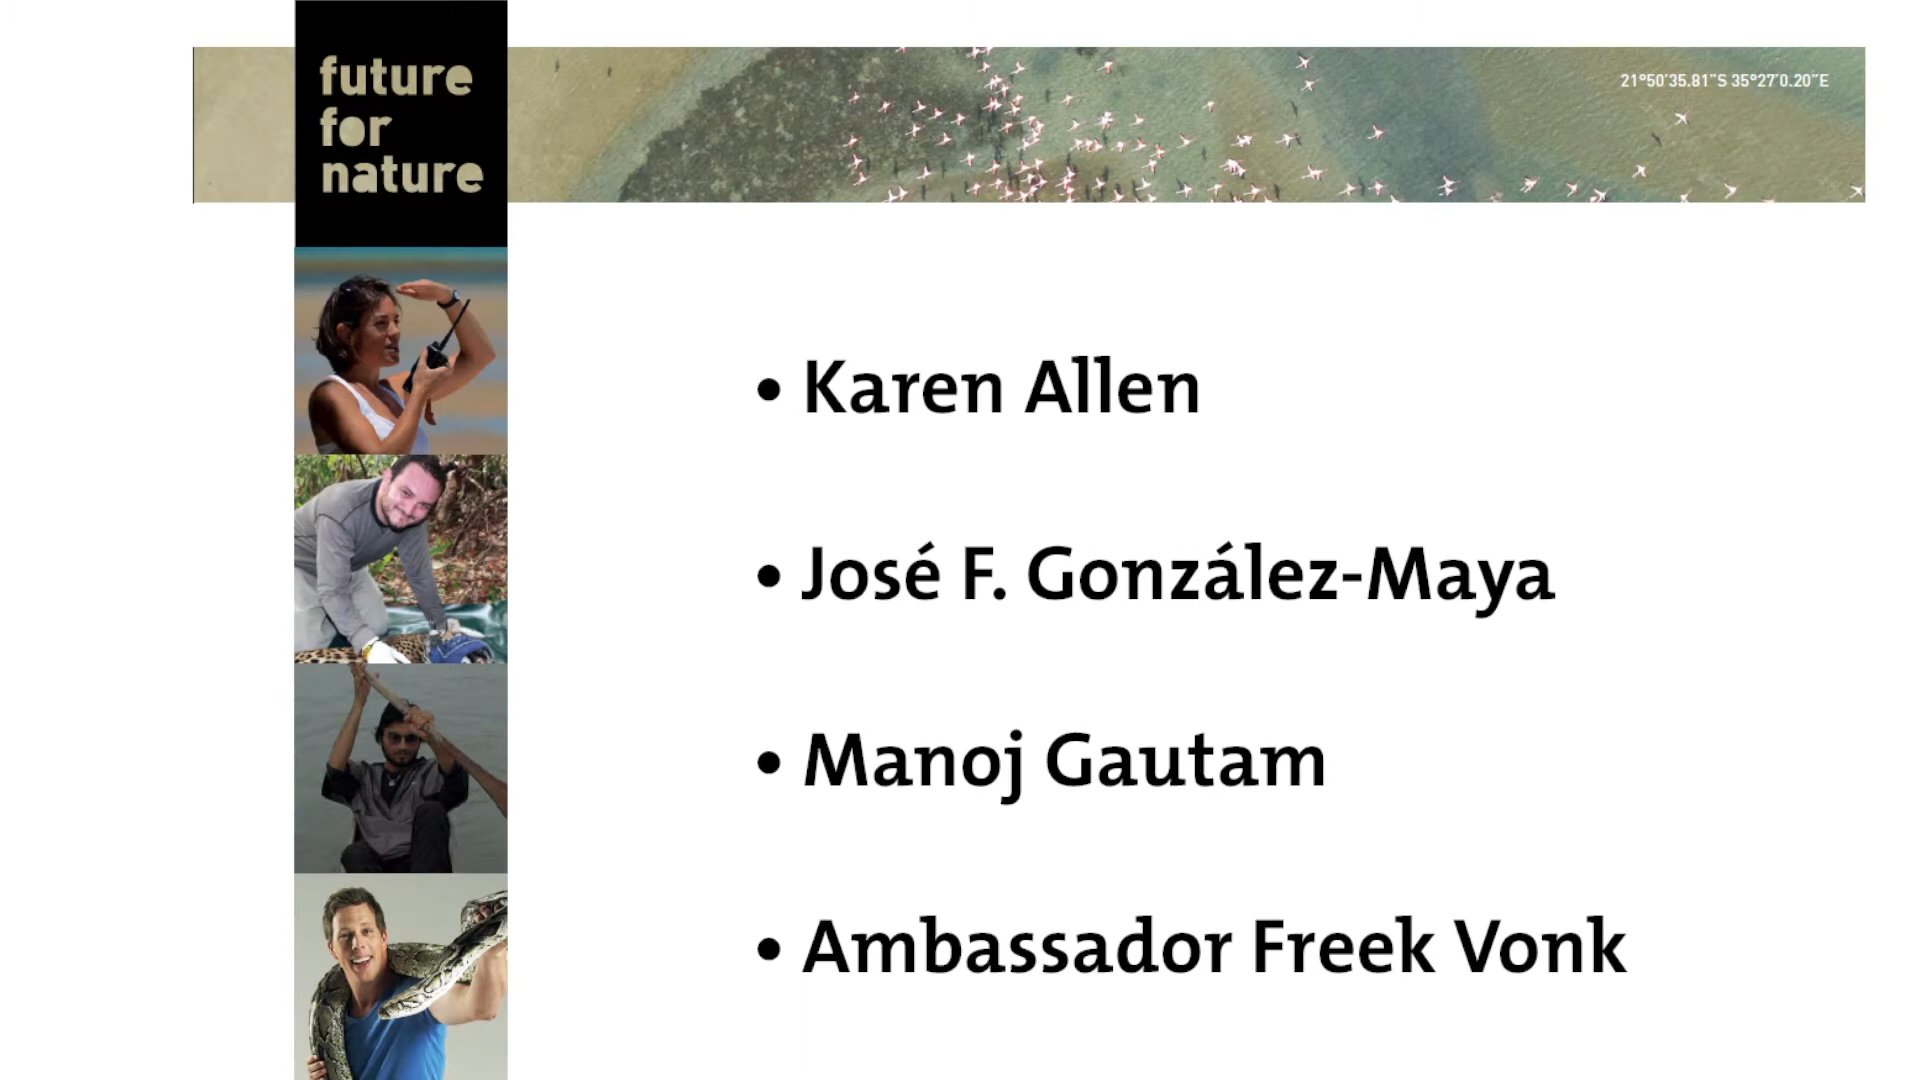 future
for
nature
21°50'35.81"S 35°27'0.20"E
• Karen Allen
• José F. González-Maya
• Manoj Gautam
• Ambassador Freek Vonk